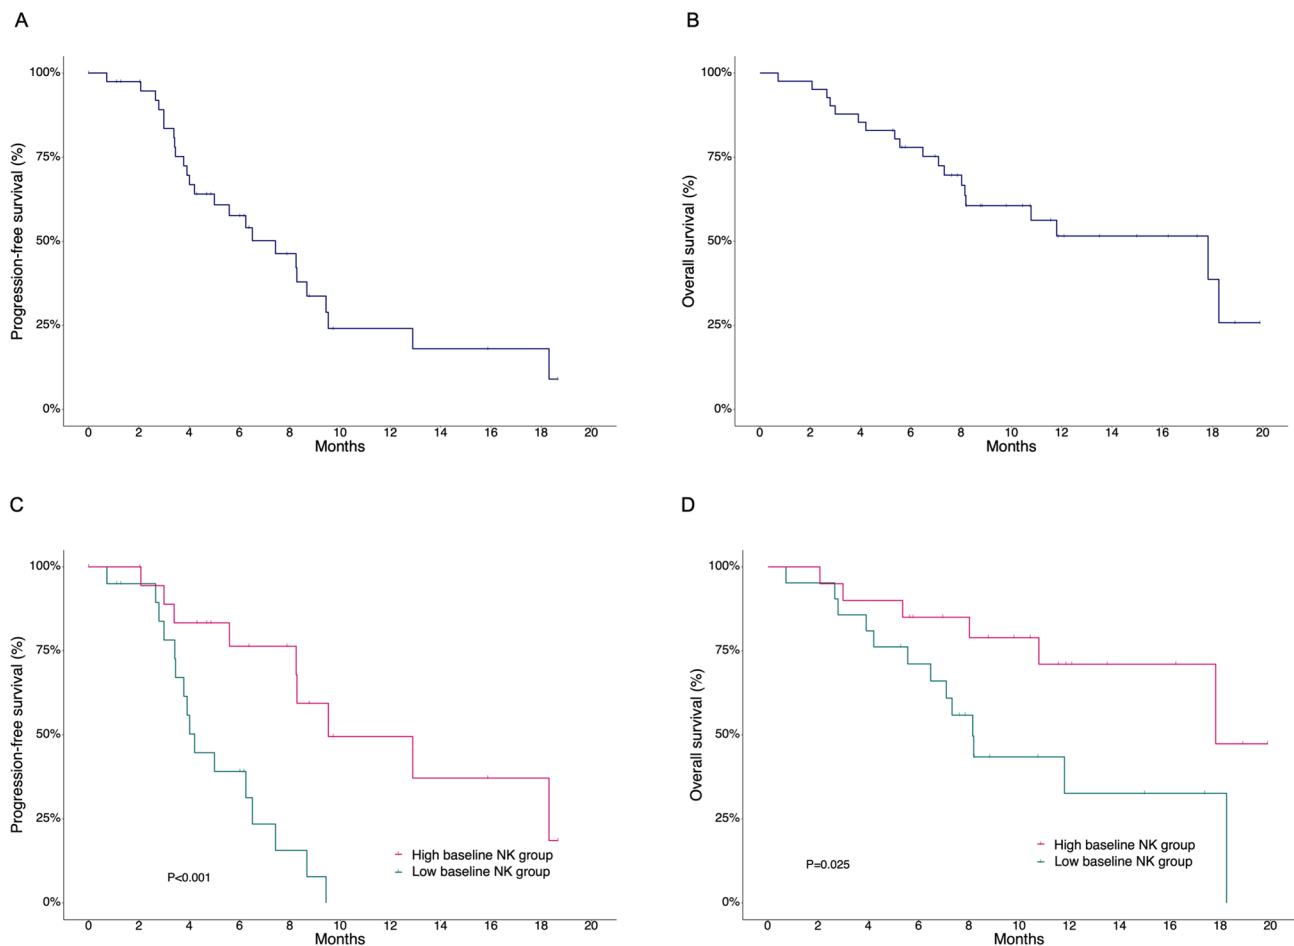 A
Progression-free survival (%)
100%
75%
50%
25%
0%
0 2 4 6 8 10 12 14 16 18 20
Months
B
Overall survival (%)
100%
75%
50%
25%
0%
0 2 4 6 8 10 12 14 16 18 20
Months
C
Progression-free survival (%)
100%
75%
50%
25%
0%
High baseline NK group
Low baseline NK group
P<0.001
0 2 4 6 8 10 12 14 16 18 20
Months
D
Overall survival (%)
100%
75%
50%
25%
0%
High baseline NK group
Low baseline NK group
P=0.025
0 2 4 6 8 10 12 14 16 18 20
Months